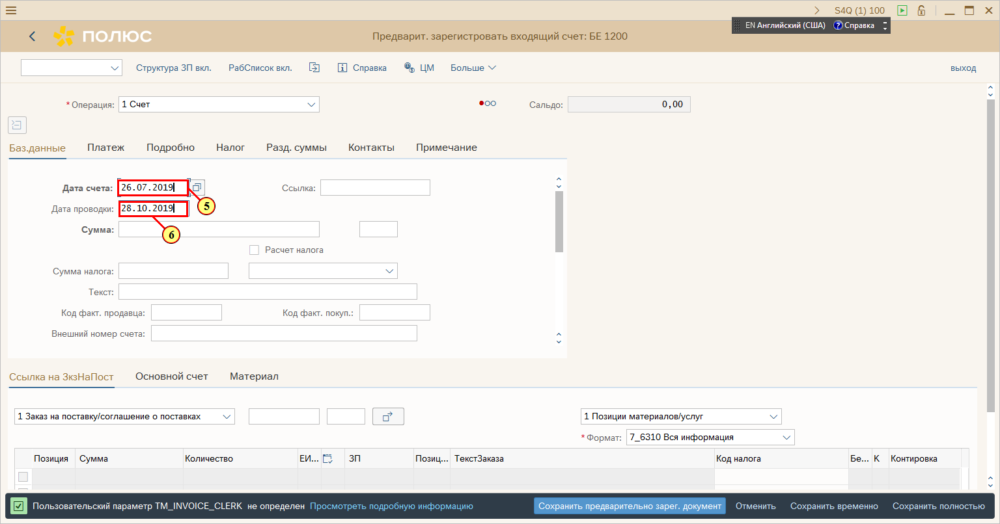 S4Q (1) 100
EN Английский (США) Справка
ПОЛЮС
Предварит. зарегистровать входящий счет: БЕ 1200
Структура ЗП вкл. РабСписок вкл. Справка ЦМ Больше выход
* Операция: 1 Счет Сальдо: 0,00
Баз.данные Платеж Подробно Налог Разд. суммы Контакты Примечание
Дата счета: 26.07.2019 Ссылка:
5
Дата проводки: 28.10.2019
Сумма:
6
Расчет налога
Сумма налога:
Текст:
Код факт. продавца: Код факт. покуп.:
Внешний номер счета:
Ссылка на ЗкзНаПост Основной счет Материал
1 Заказ на поставку/соглашение о поставках 1 Позиции материалов/услуг
* Формат: 7_6310 Вся информация
Позиция Сумма Количество ЕИ... ЗП Позиц... ТекстЗаказа Код налога Бе... К Контировка
Пользовательский параметр TM_INVOICE_CLERK не определен Просмотреть подробную информацию Сохранить предварительно зарег. документ Отменить Сохранить временно Сохранить полностью